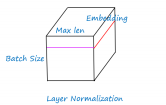 Embedding
Max len
Batch Size
Layer Normalization